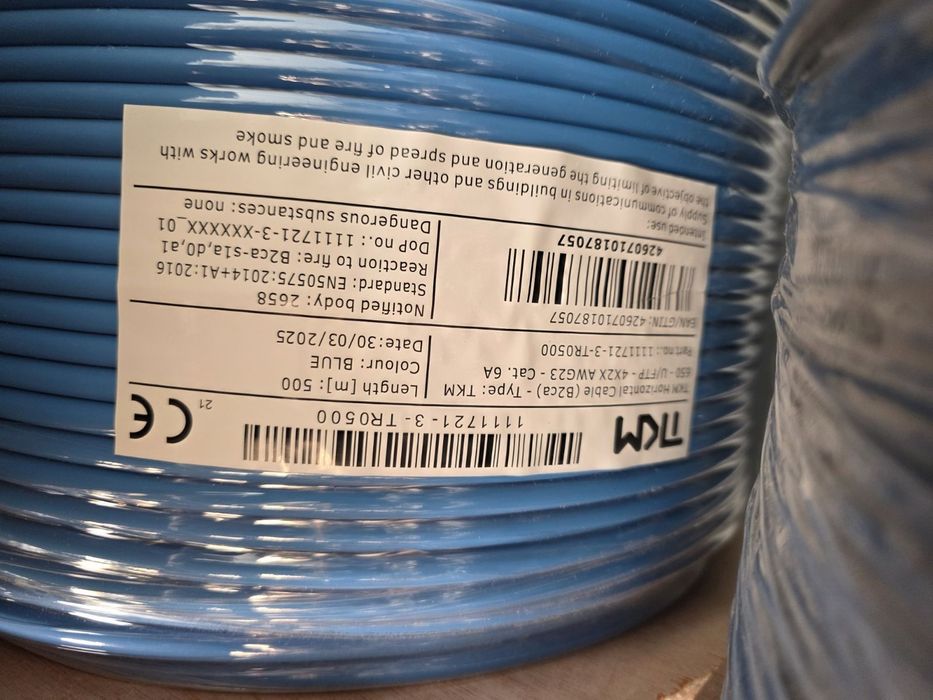 TKM
1111721-3-TR0500
CE
21
TKM Horizontal Cable (B2ca) - Type: TKM
650 - U/FTP - 4X2X AWG23 - Cat. 6A
Part no.: 1111721-3-TR0500
Length [m]: 500
Colour: BLUE
Date: 30/03/2025
EAN/GTIN: 4260710187057
4260710187057
Notified body: 2658
Standard: EN50575:2014+A1:2016
Reaction to fire: B2ca-s1a,d0,a1
DoP no.: 1111721-3-XXXXXX_01
Dangerous substances: none
Intended use:
Supply of communications in buildings and other civil engineering works with
the objective of limiting the generation and spread of fire and smoke